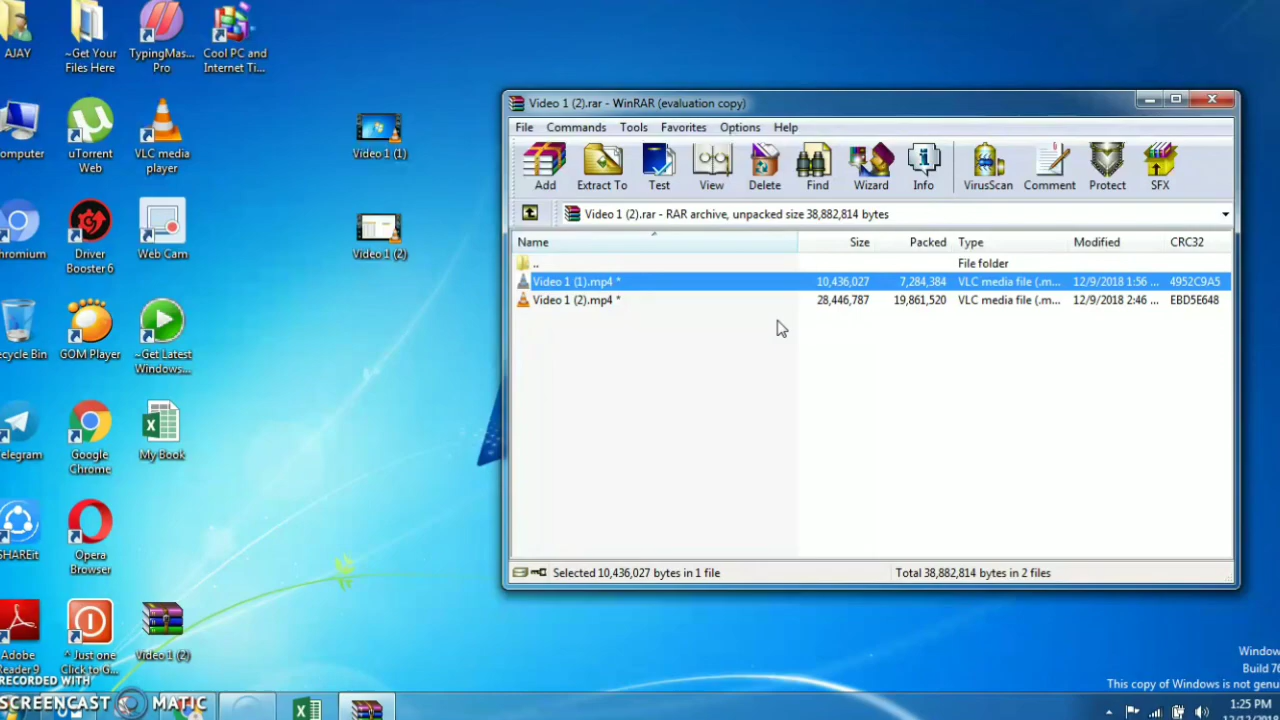 AJAY
~Get Your
Files Here
TypingMas...
Pro
Cool PC and
Internet Ti...
omputer
uTorrent
Web
VLC media
player
hromium
Driver
Booster 6
Web Cam
ecycle Bin
GOM Player
~Get Latest
Windows...
elegram
Google
Chrome
My Book
SHAREit
Opera
Browser
Adobe
Reader 9
^ Just one
Click to G...
Video 1 (2)
Video 1 (1)
Video 1 (2)
Video 1 (2).rar - WinRAR (evaluation copy)
File Commands Tools Favorites Options Help
Add Extract To Test View Delete Find Wizard Info VirusScan Comment Protect SFX
Video 1 (2).rar - RAR archive, unpacked size 38,882,814 bytes
Name Size Packed Type Modified CRC32
.. File folder
Video 1 (1).mp4 * 10,436,027 7,284,384 VLC media file (.m... 12/9/2018 1:56 ... 4952C9A5
Video 1 (2).mp4 * 28,446,787 19,861,520 VLC media file (.m... 12/9/2018 2:46 ... EBD5E648
Selected 10,436,027 bytes in 1 file Total 38,882,814 bytes in 2 files
Window
Build 76
This copy of Windows is not genu
RECORDED WITH
SCREENCAST MATIC
1:25 PM